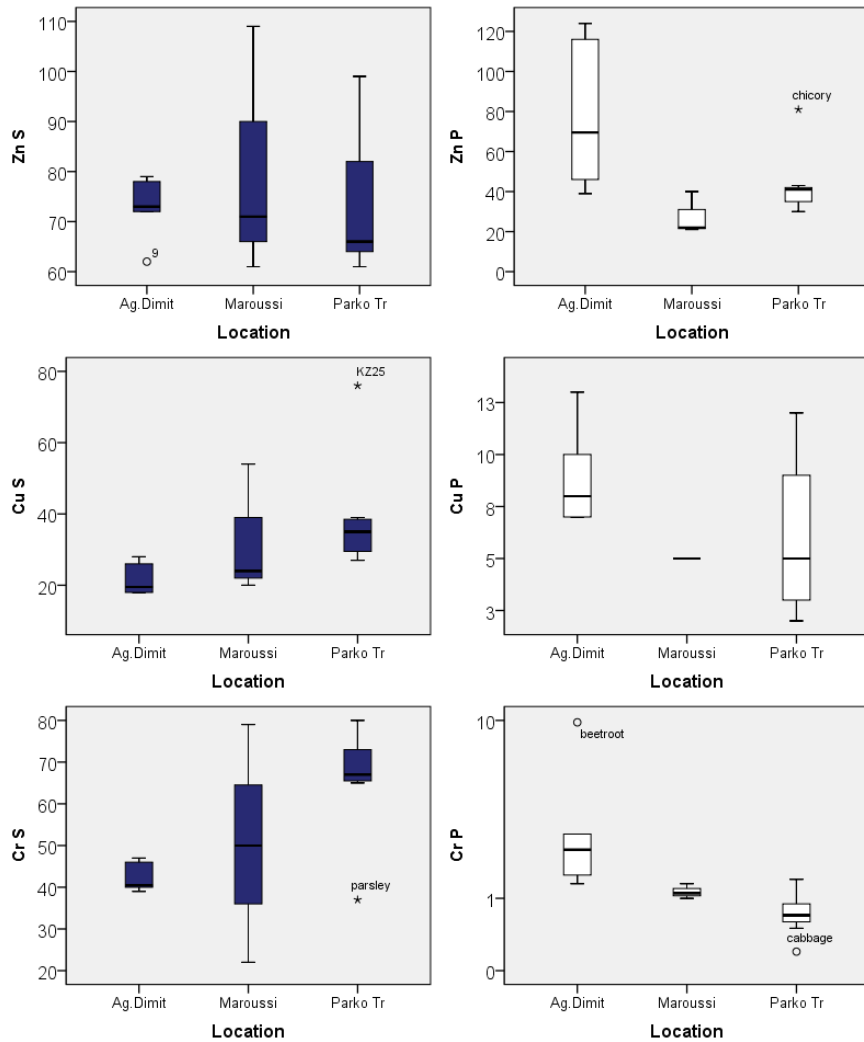 Zn S
110
100
90
80
70
60
9
Ag.Dimit Maroussi Parko Tr
Location
Zn P
120
100
80
60
40
20
0
chicory
Ag.Dimit Maroussi Parko Tr
Location
Cu S
80
60
40
20
KZ25
Ag.Dimit Maroussi Parko Tr
Location
Cu P
13
10
8
5
3
Ag.Dimit Maroussi Parko Tr
Location
Cr S
80
70
60
50
40
30
20
parsley
Ag.Dimit Maroussi Parko Tr
Location
Cr P
10
1
0
beetroot
cabbage
Ag.Dimit Maroussi Parko Tr
Location